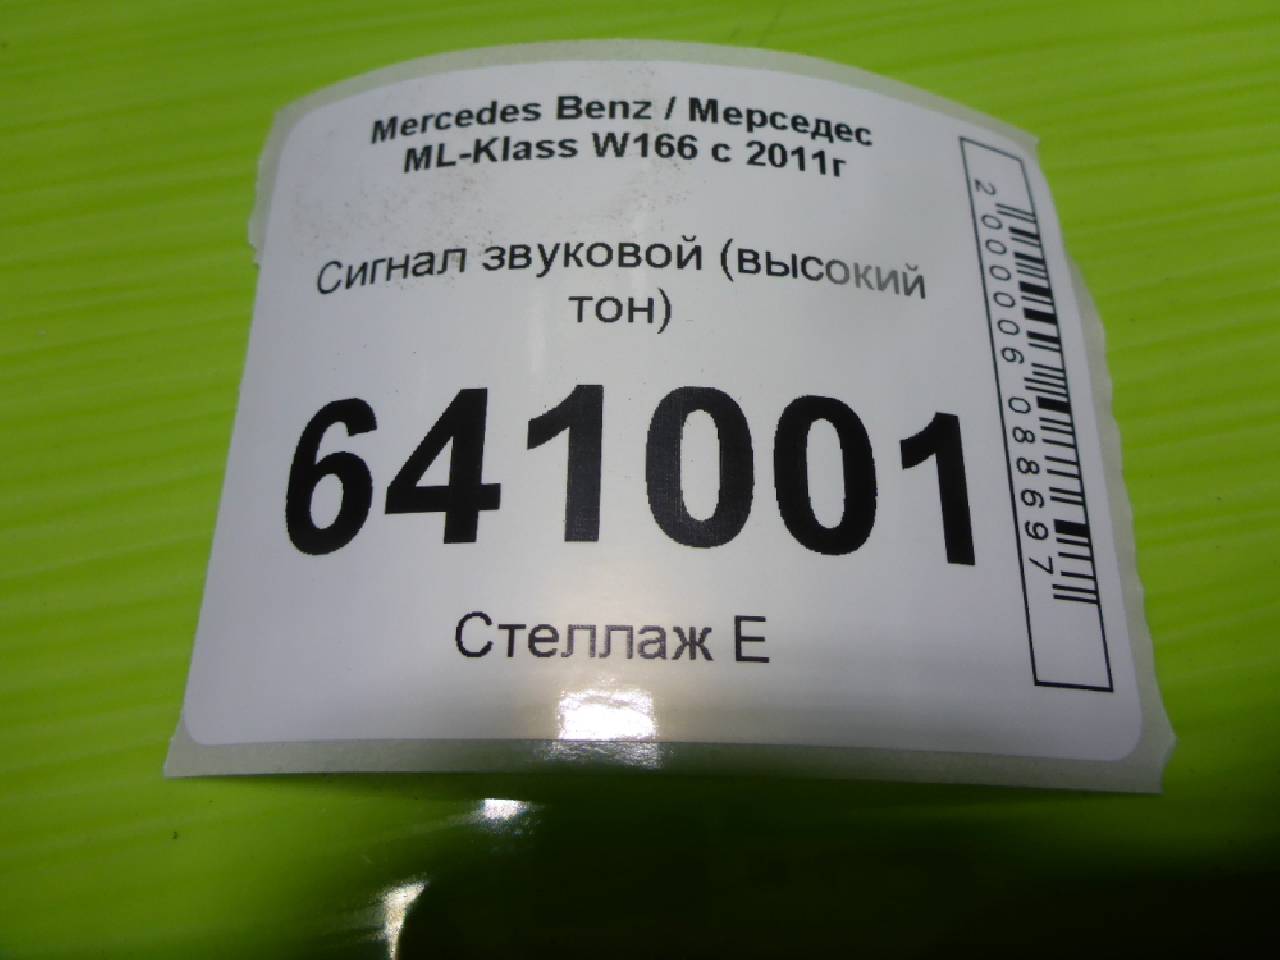 Mercedes Benz / Мерседес
ML-Klass W166 с 2011г
Сигнал звуковой (высокий
тон)
641001
Стеллаж Е
2000006088697